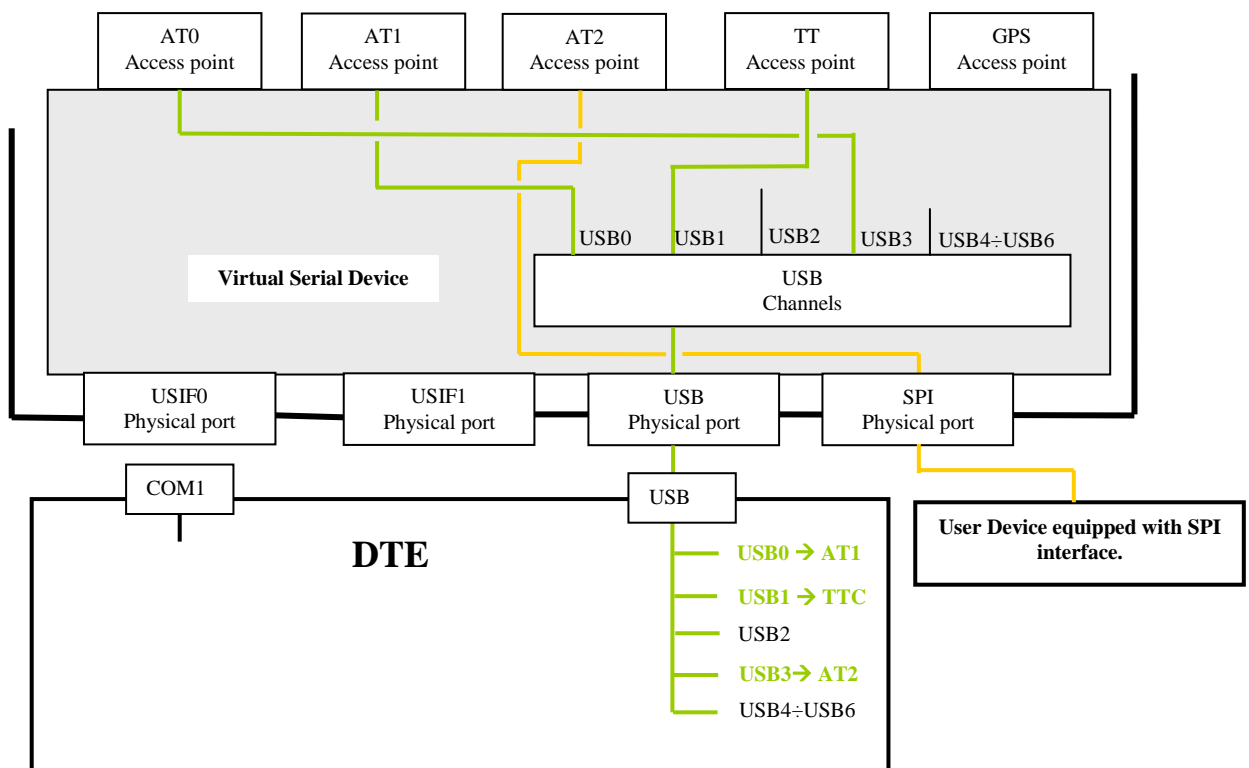 AT0
Access point
AT1
Access point
AT2
Access point
TT
Access point
GPS
Access point
USB0
USB1
USB2
USB3
USB4÷USB6
Virtual Serial Device
USB
Channels
USIF0
Physical port
USIF1
Physical port
USB
Physical port
SPI
Physical port
COM1
USB
DTE
USB0 → AT1
USB1 → TTC
USB2
USB3→ AT2
USB4÷USB6
User Device equipped with SPI
interface.